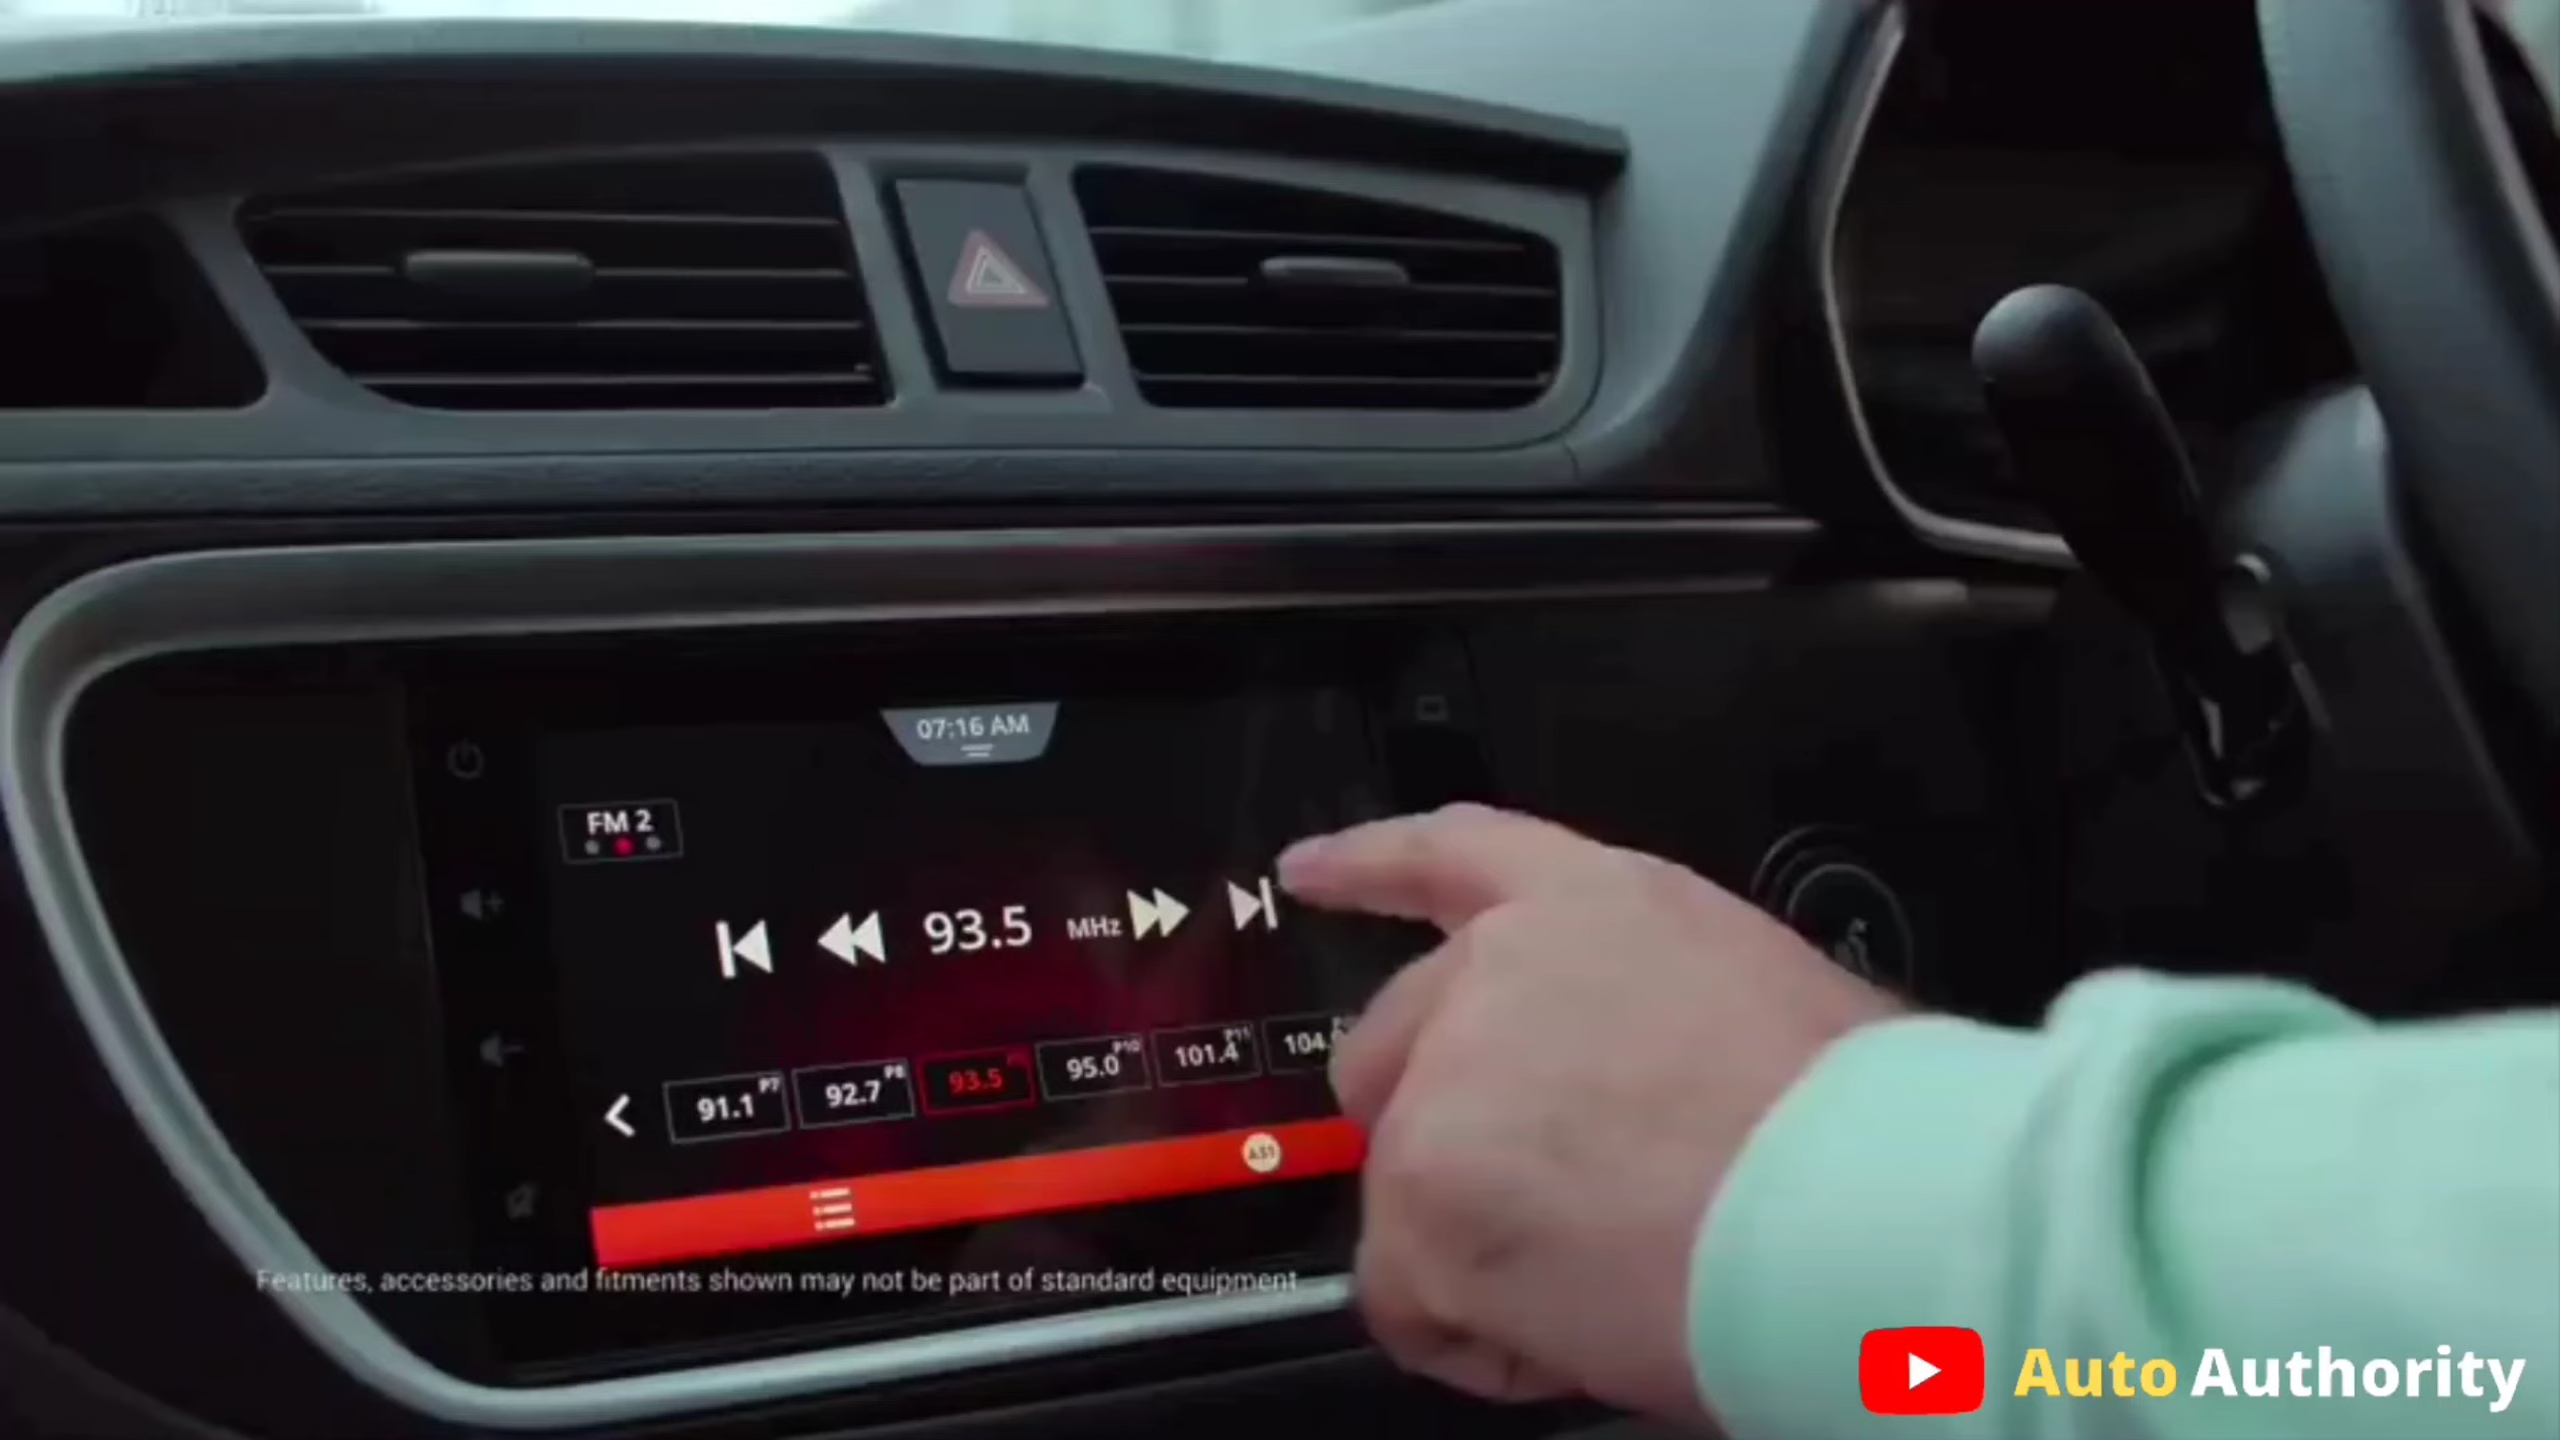 07:16 AM
FM 2
93.5 MHz
91.1 P7
92.7 P8
93.5
95.0 P10
101.4 P11
AST
Features, accessories and fitments shown may not be part of standard equipment
Auto Authority